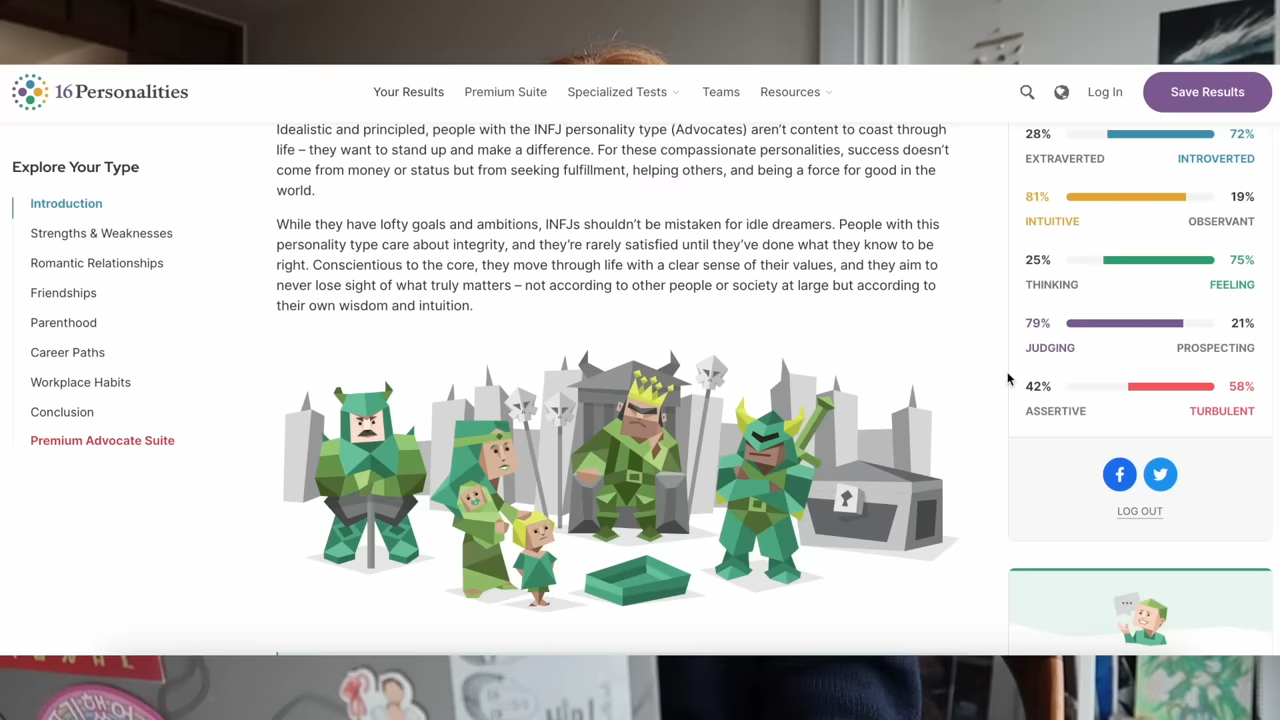 16Personalities
Your Results
Premium Suite
Specialized Tests
Teams
Resources
Log In
Save Results
Explore Your Type
Introduction
Strengths & Weaknesses
Romantic Relationships
Friendships
Parenthood
Career Paths
Workplace Habits
Conclusion
Premium Advocate Suite
Idealistic and principled, people with the INFJ personality type (Advocates) aren’t content to coast through
life – they want to stand up and make a difference. For these compassionate personalities, success doesn’t
come from money or status but from seeking fulfillment, helping others, and being a force for good in the
world.
While they have lofty goals and ambitions, INFJs shouldn’t be mistaken for idle dreamers. People with this
personality type care about integrity, and they’re rarely satisfied until they’ve done what they know to be
right. Conscientious to the core, they move through life with a clear sense of their values, and they aim to
never lose sight of what truly matters – not according to other people or society at large but according to
their own wisdom and intuition.
28% 72%
EXTRAVERTED INTROVERTED
81% 19%
INTUITIVE OBSERVANT
25% 75%
THINKING FEELING
79% 21%
JUDGING PROSPECTING
42% 58%
ASSERTIVE TURBULENT
LOG OUT